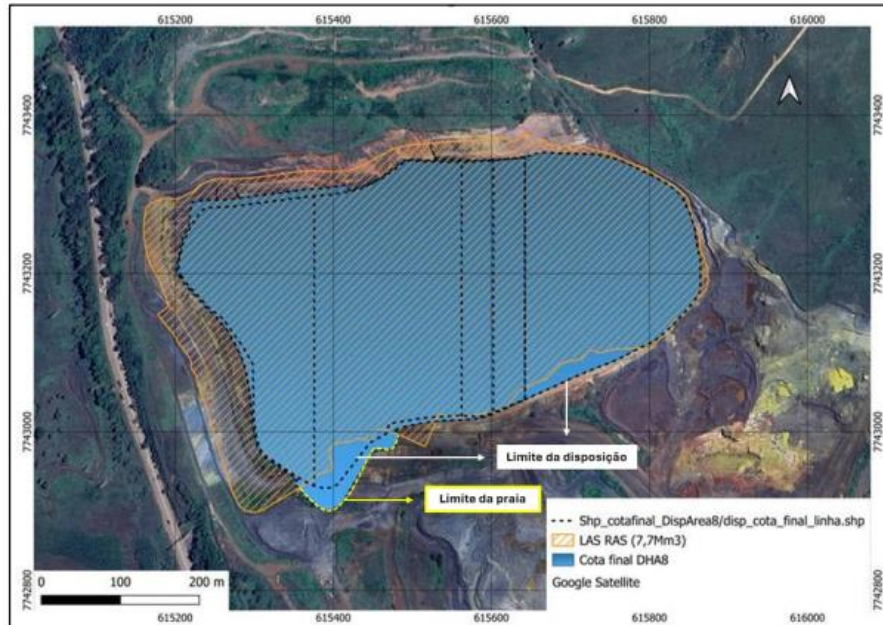 615200 615400 615600 615800 616000
7743400 7743400
7743200 7743200
7743000 7743000
Limite da disposição
Limite da praia
Shp_cotafinal_DispArea8/disp_cota_final_linha.shp
LAS RAS (7,7Mm3)
Cota final DHA8
Google Satellite
0 100 200 m
7742800 7742800
615200 615400 615600 615800 616000